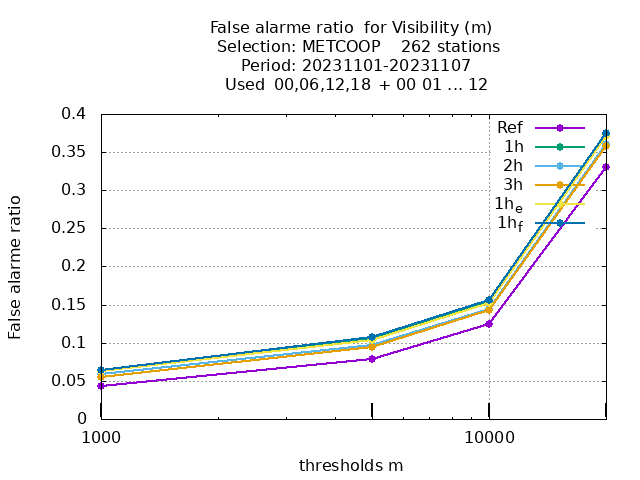 False alarme ratio  for Visibility (m)
Selection: METCOOP    262 stations
Period: 20231101-20231107
Used  00,06,12,18 + 00 01 ... 12
False alarme ratio
0.4
0.35
0.3
0.25
0.2
0.15
0.1
0.05
0
1000
10000
thresholds m
Ref
1h
2h
3h
1he
1hf